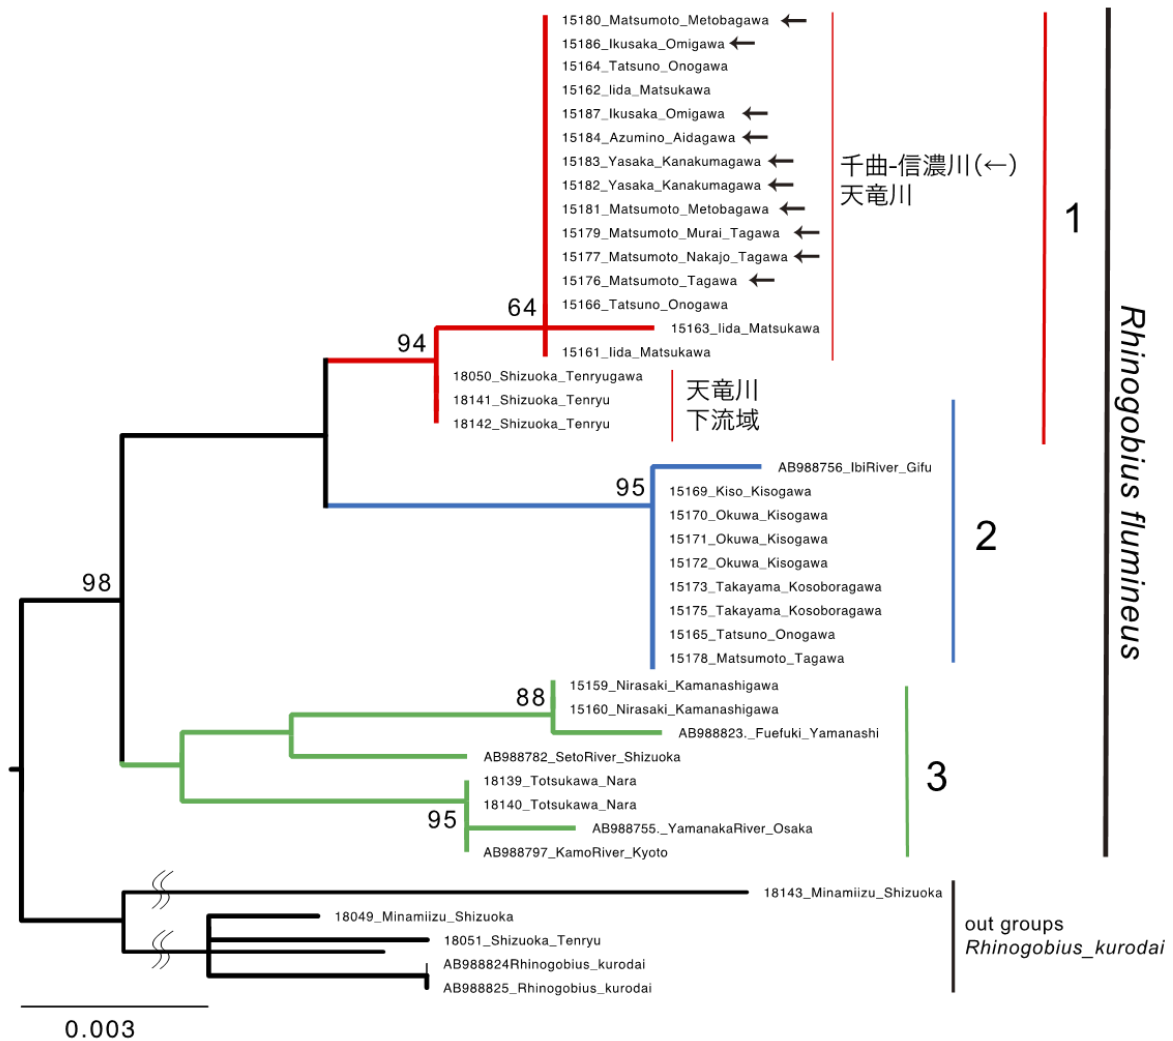 15180_Matsumoto_Metobagawa ←
15186_Ikusaka_Omigawa ←
15164_Tatsuno_Onogawa
15162_Iida_Matsukawa
15187_Ikusaka_Omigawa ←
15184_Azumino_Aidagawa ←
15183_Yasaka_Kanakumagawa ←
15182_Yasaka_Kanakumagawa ←
15181_Matsumoto_Metobagawa ←
15179_Matsumoto_Murai_Tagawa ←
15177_Matsumoto_Nakajo_Tagawa ←
15176_Matsumoto_Tagawa ←
15166_Tatsuno_Onogawa
15163_Iida_Matsukawa
15161_Iida_Matsukawa
18050_Shizuoka_Tenryugawa
18141_Shizuoka_Tenryu
18142_Shizuoka_Tenryu
千曲-信濃川(←)
天竜川
天竜川
下流域
1
64
94
AB988756_IbiRiver_Gifu
15169_Kiso_Kisogawa
15170_Okuwa_Kisogawa
15171_Okuwa_Kisogawa
15172_Okuwa_Kisogawa
15173_Takayama_Kosoboragawa
15175_Takayama_Kosoboragawa
15165_Tatsuno_Onogawa
15178_Matsumoto_Tagawa
95
2
98
15159_Nirasaki_Kamanashigawa
15160_Nirasaki_Kamanashigawa
AB988823._Fuefuki_Yamanashi
AB988782_SetoRiver_Shizuoka
18139_Totsukawa_Nara
18140_Totsukawa_Nara
AB988755._YamanakaRiver_Osaka
AB988797_KamoRiver_Kyoto
88
95
3
Rhinogobius flumineus
18143_Minamiizu_Shizuoka
18049_Minamiizu_Shizuoka
18051_Shizuoka_Tenryu
AB988824Rhinogobius_kurodai
AB988825_Rhinogobius_kurodai
out groups
Rhinogobius_kurodai
0.003